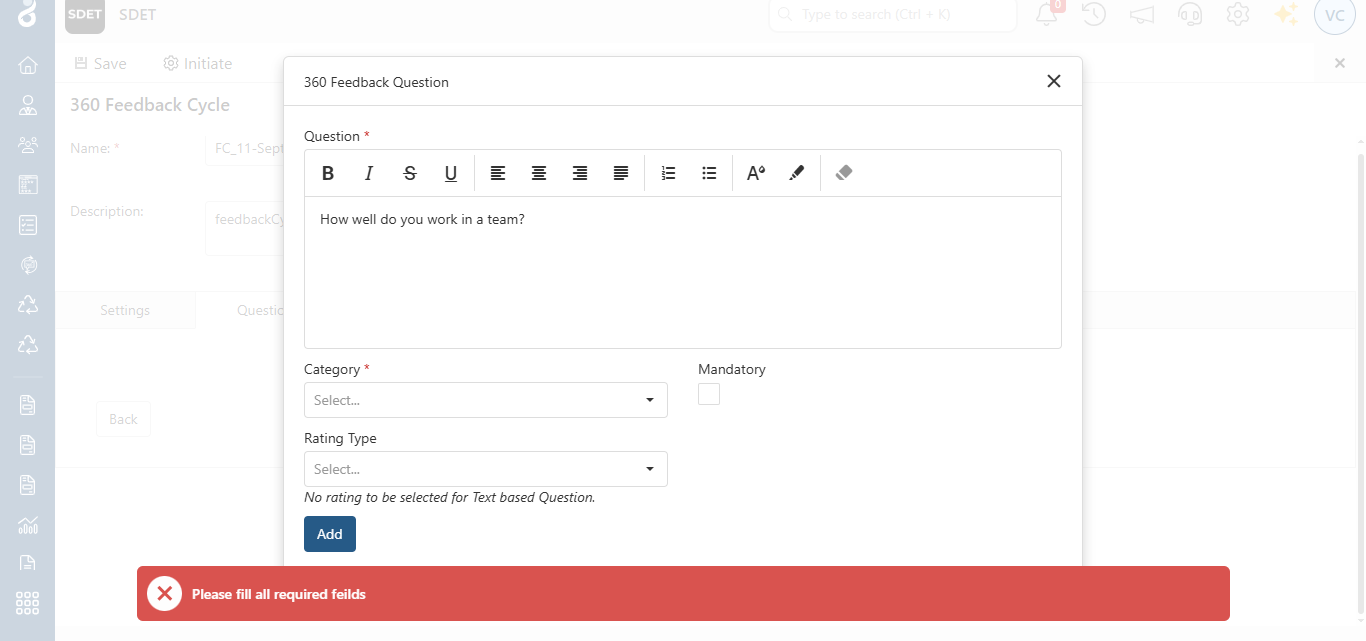 SDET SDET Type to search (Ctrl + K) 0 VC
Save Initiate
360 Feedback Question
360 Feedback Cycle
Question *
Name: * FC_11-Sept
B I S U A
Description: feedbackCy
How well do you work in a team?
Settings Questio
Category * Mandatory
Select...
Back
Rating Type
Select...
No rating to be selected for Text based Question.
Add
Please fill all required feilds